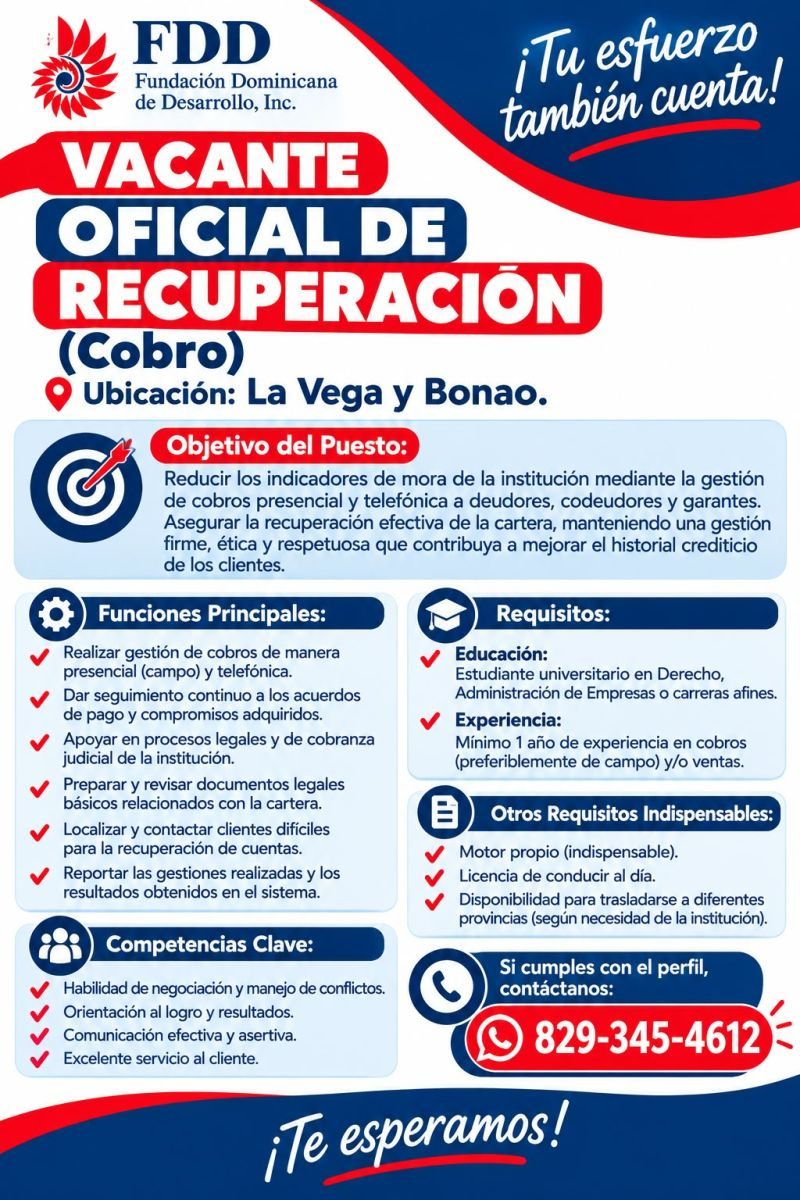 FDD
Fundación Dominicana
de Desarrollo, Inc.
¡Tu esfuerzo
también cuenta!
VACANTE
OFICIAL DE
RECUPERACIÓN
(Cobro)
Ubicación: La Vega y Bonao.
Objetivo del Puesto:
Reducir los indicadores de mora de la institución mediante la gestión
de cobros presencial y telefónica a deudores, codeudores y garantes.
Asegurar la recuperación efectiva de la cartera, manteniendo una gestión
firme, ética y respetuosa que contribuya a mejorar el historial crediticio
de los clientes.
Funciones Principales:
Realizar gestión de cobros de manera
presencial (campo) y telefónica.
Dar seguimiento continuo a los acuerdos
de pago y compromisos adquiridos.
Apoyar en procesos legales y de cobranza
judicial de la institución.
Preparar y revisar documentos legales
básicos relacionados con la cartera.
Localizar y contactar clientes difíciles
para la recuperación de cuentas.
Reportar las gestiones realizadas y los
resultados obtenidos en el sistema.
Competencias Clave:
Habilidad de negociación y manejo de conflictos.
Orientación al logro y resultados.
Comunicación efectiva y asertiva.
Excelente servicio al cliente.
Requisitos:
Educación:
Estudiante universitario en Derecho,
Administración de Empresas o carreras afines.
Experiencia:
Mínimo 1 año de experiencia en cobros
(preferiblemente de campo) y/o ventas.
Otros Requisitos Indispensables:
Motor propio (indispensable).
Licencia de conducir al día.
Disponibilidad para trasladarse a diferentes
provincias (según necesidad de la institución).
Si cumples con el perfil,
contáctanos:
829-345-4612
¡Te esperamos!